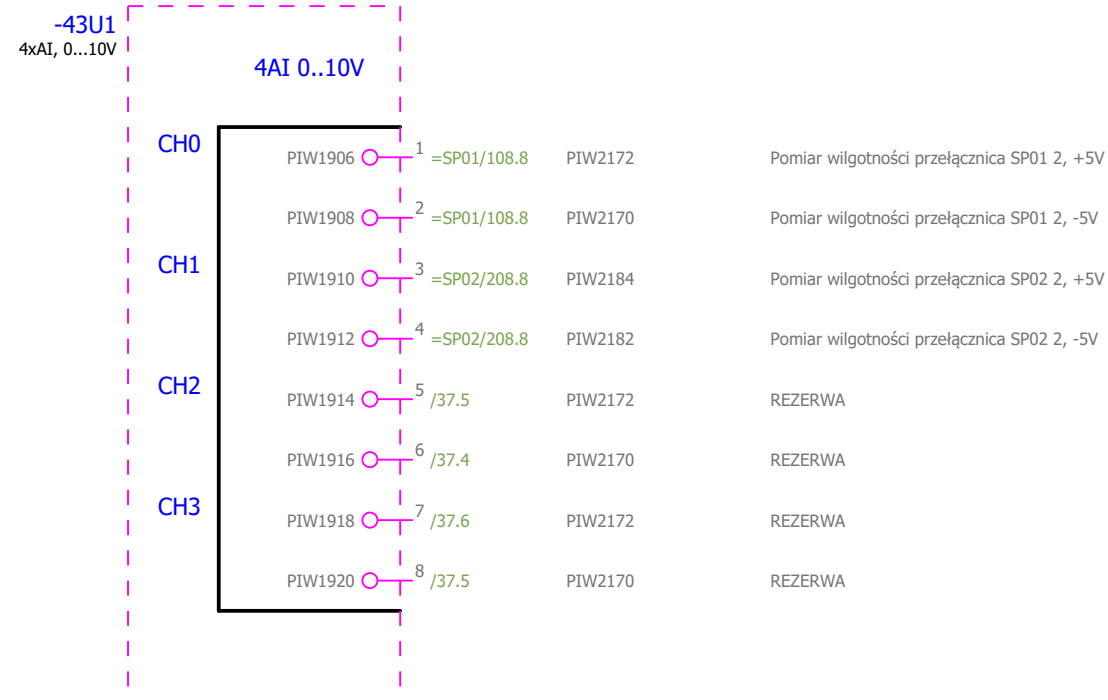 -43U1
4xAI, 0...10V
4AI 0..10V
CH0
PIW1906 1 =SP01/108.8 PIW2172 Pomiar wilgotności przełącznica SP01 2, +5V
PIW1908 2 =SP01/108.8 PIW2170 Pomiar wilgotności przełącznica SP01 2, -5V
CH1
PIW1910 3 =SP02/208.8 PIW2184 Pomiar wilgotności przełącznica SP02 2, +5V
PIW1912 4 =SP02/208.8 PIW2182 Pomiar wilgotności przełącznica SP02 2, -5V
CH2
PIW1914 5 /37.5 PIW2172 REZERWA
PIW1916 6 /37.4 PIW2170 REZERWA
CH3
PIW1918 7 /37.6 PIW2172 REZERWA
PIW1920 8 /37.5 PIW2170 REZERWA